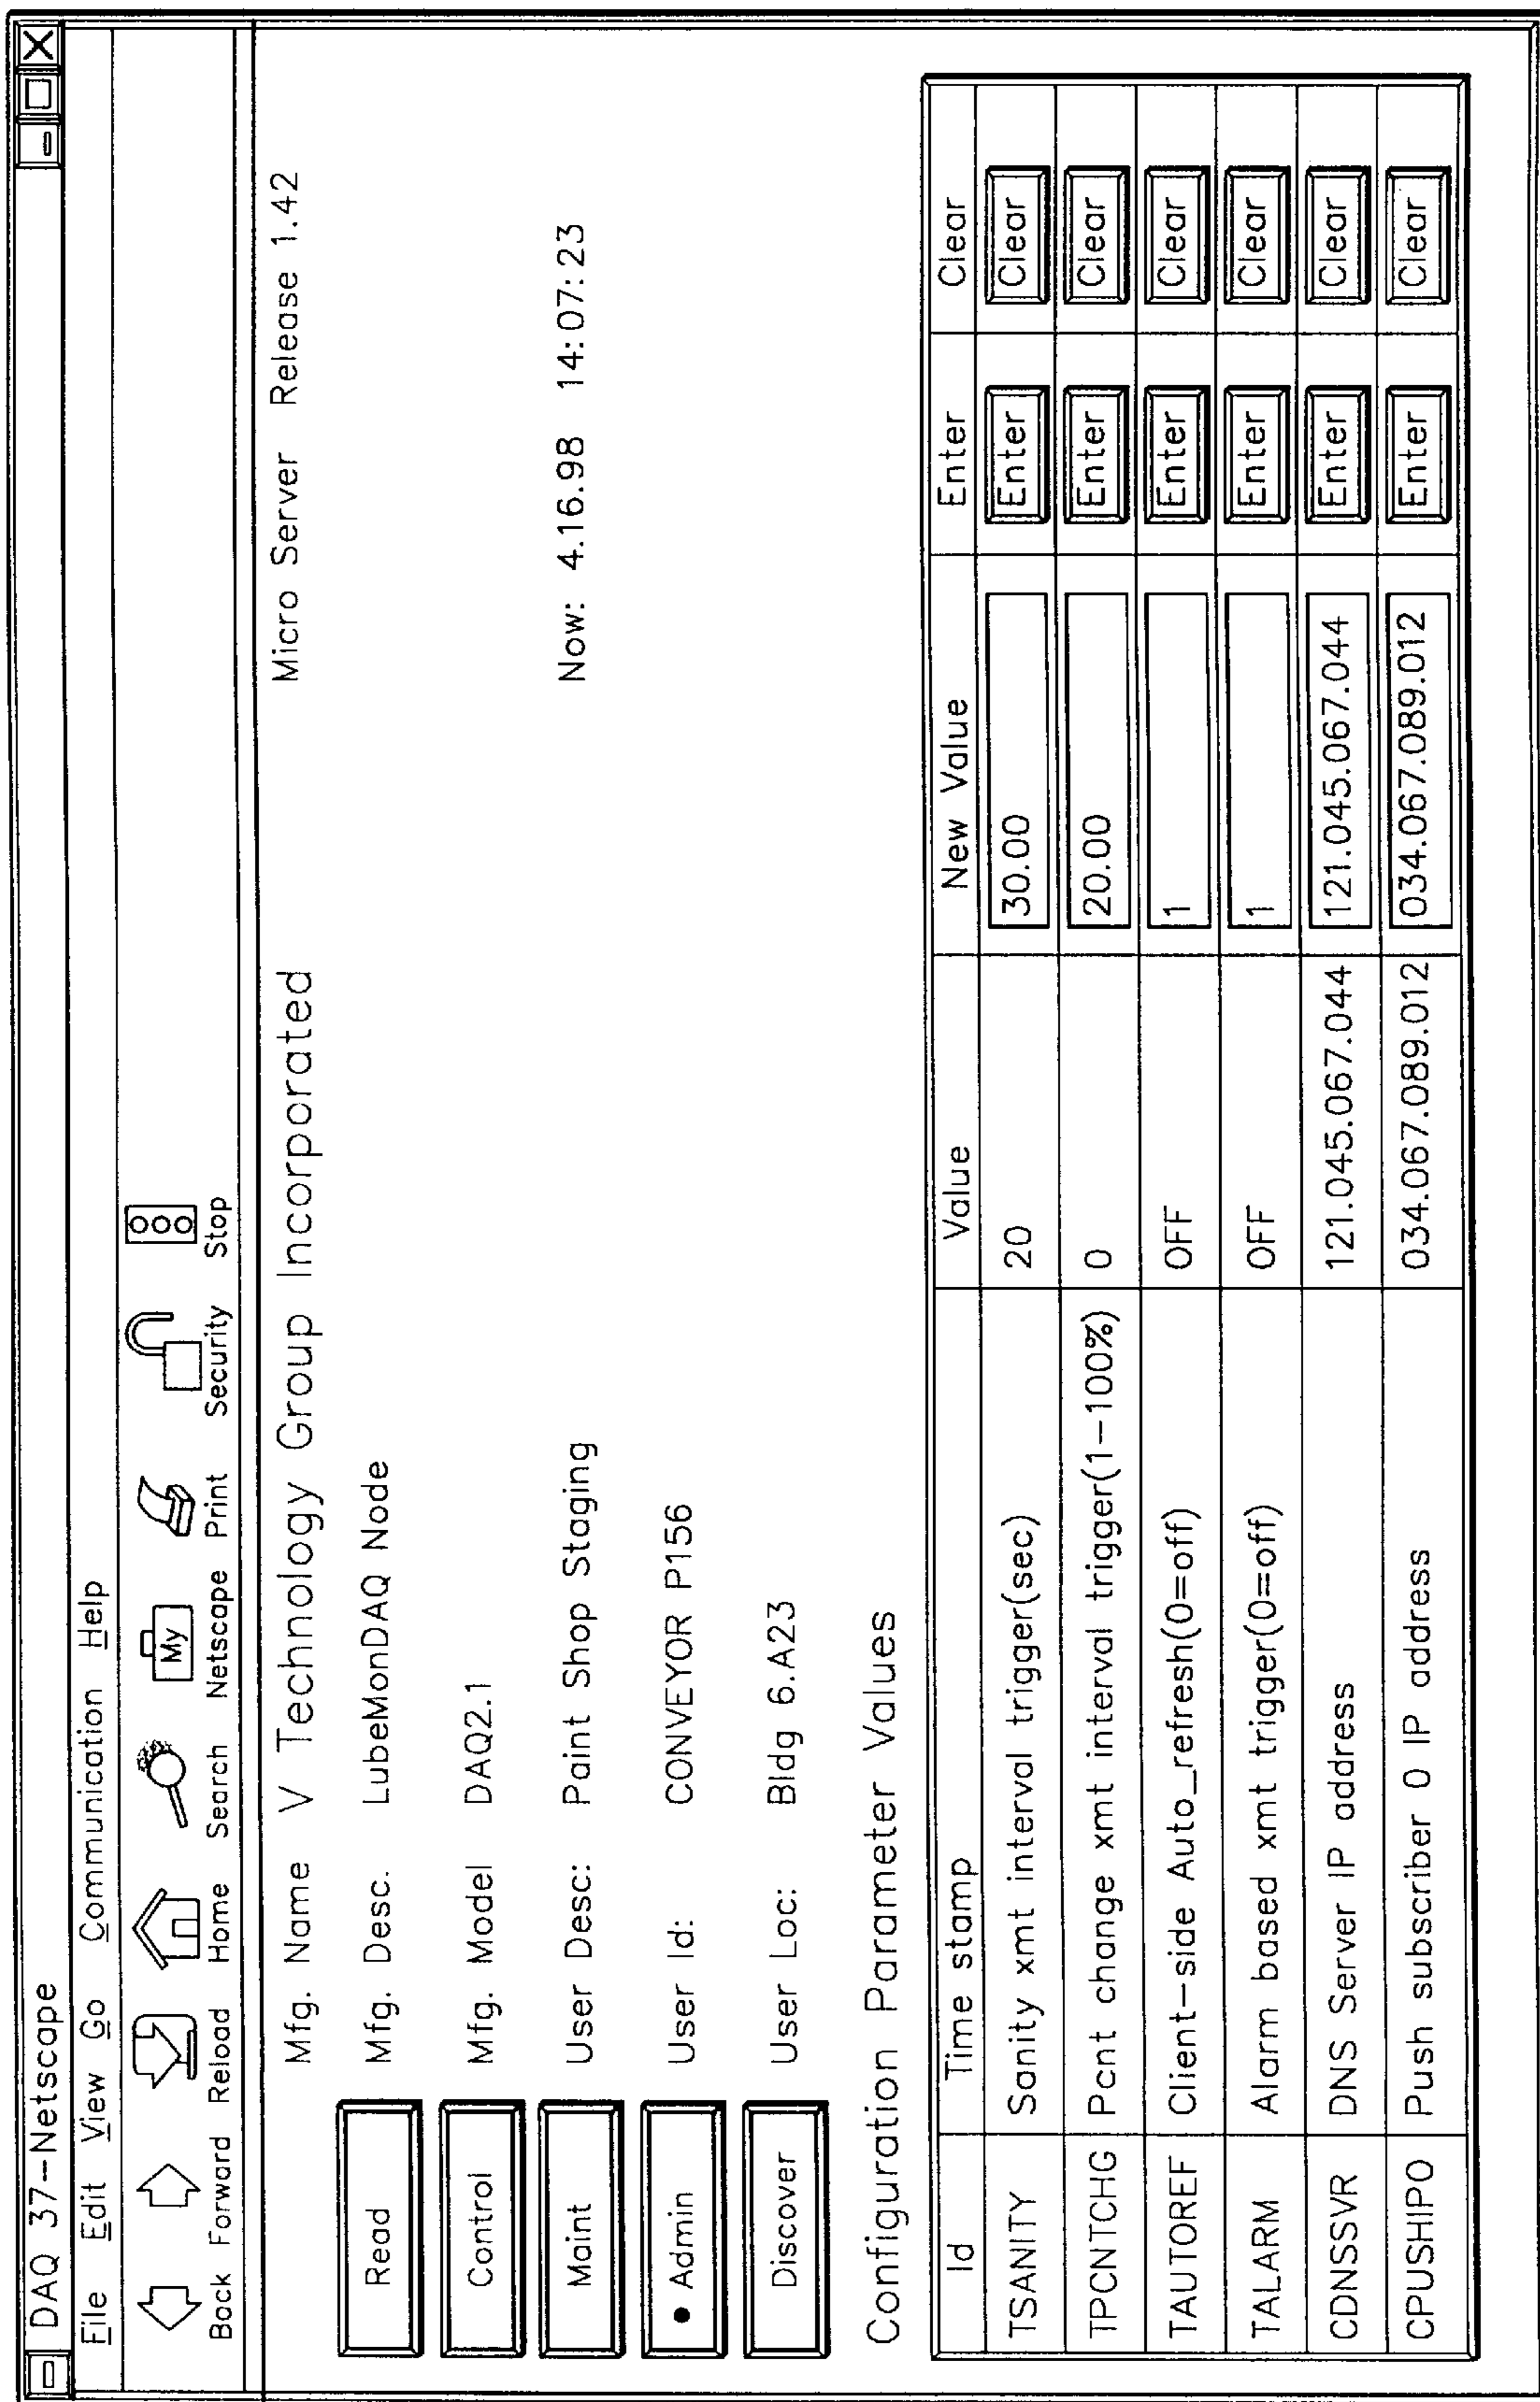 DAQ 37--Netscape
File Edit View Go Communication Help
Back Forward Reload Home Search My Netscape Print Security Stop
Mfg. Name V Technology Group Incorporated Micro Server Release 1.42
Read Mfg. Desc. LubeMonDAQ Node
Control Mfg. Model DAQ2.1
Maint User Desc: Paint Shop Staging Now: 4.16.98 14:07:23
• Admin User Id: CONVEYOR P156
Discover User Loc: Bldg 6.A23
Configuration Parameter Values
Id Time stamp Value New Value Enter Clear
TSANITY Sanity xmt interval trigger(sec) 20 30.00 Enter Clear
TPCNTCHG Pcnt change xmt interval trigger(1--100%) 0 20.00 Enter Clear
TAUTOREF Client--side Auto_refresh(0=off) OFF 1 Enter Clear
TALARM Alarm based xmt trigger(0=off) OFF 1 Enter Clear
CDNSSVR DNS Server IP address 121.045.067.044 121.045.067.044 Enter Clear
CPUSHIPO Push subscriber 0 IP address 034.067.089.012 034.067.089.012 Enter Clear